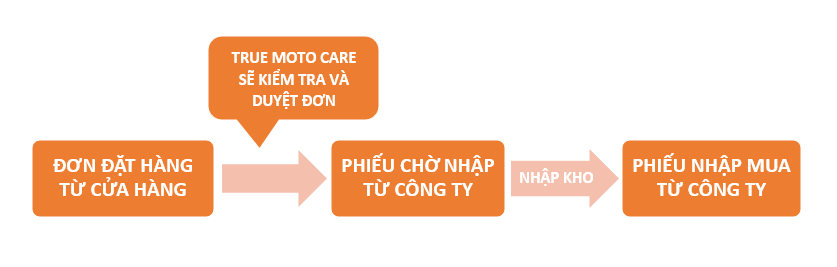 TRUE MOTO CARE
SẼ KIỂM TRA VÀ
DUYỆT ĐƠN
ĐƠN ĐẶT HÀNG
TỪ CỬA HÀNG
PHIẾU CHỜ NHẬP
TỪ CÔNG TY
NHẬP KHO
PHIẾU NHẬP MUA
TỪ CÔNG TY